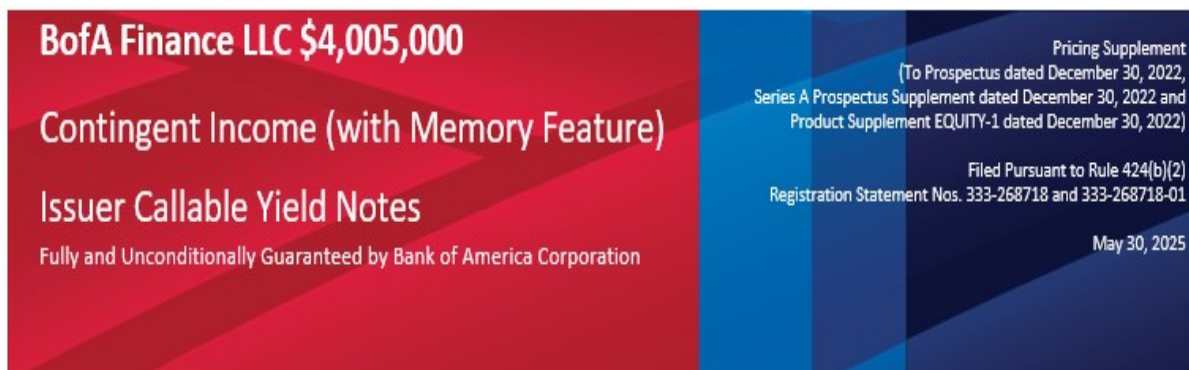 BofA Finance LLC $4,005,000
Contingent Income (with Memory Feature)
Issuer Callable Yield Notes
Fully and Unconditionally Guaranteed by Bank of America Corporation
Pricing Supplement
(To Prospectus dated December 30, 2022,
Series A Prospectus Supplement dated December 30, 2022 and
Product Supplement EQUITY-1 dated December 30, 2022)
Filed Pursuant to Rule 424(b)(2)
Registration Statement Nos. 333-268718 and 333-268718-01
May 30, 2025